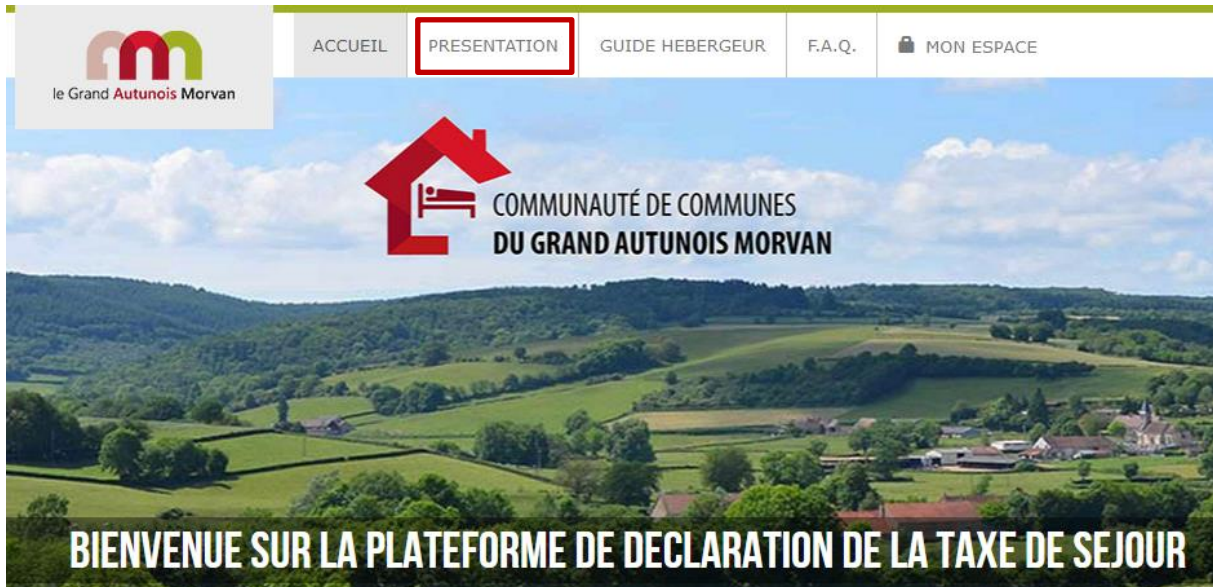 ACCUEIL PRESENTATION GUIDE HEBERGEUR F.A.Q. MON ESPACE
le Grand Autunois Morvan
COMMUNAUTÉ DE COMMUNES
DU GRAND AUTUNOIS MORVAN
BIENVENUE SUR LA PLATEFORME DE DECLARATION DE LA TAXE DE SEJOUR